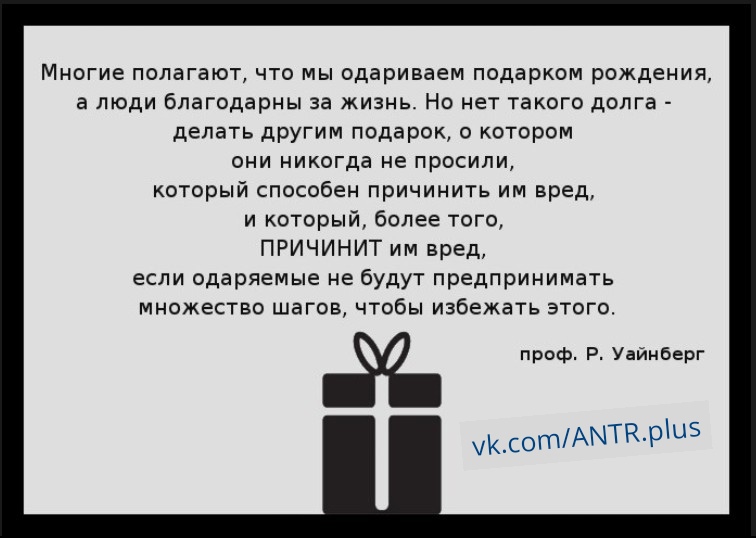 Многие полагают, что мы одариваем подарком рождения,
а люди благодарны за жизнь. Но нет такого долга -
делать другим подарок, о котором
они никогда не просили,
который способен причинить им вред,
и который, более того,
ПРИЧИНИТ им вред,
если одаряемые не будут предпринимать
множество шагов, чтобы избежать этого.
проф. Р. Уайнберг
vk.com/ANTR.plus